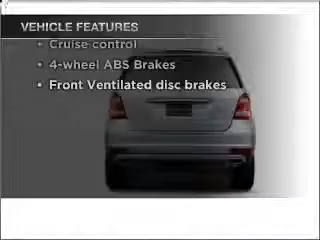 VEHICLE FEATURES
• Cruise control
• 4-wheel ABS Brakes
• Front Ventilated disc brakes